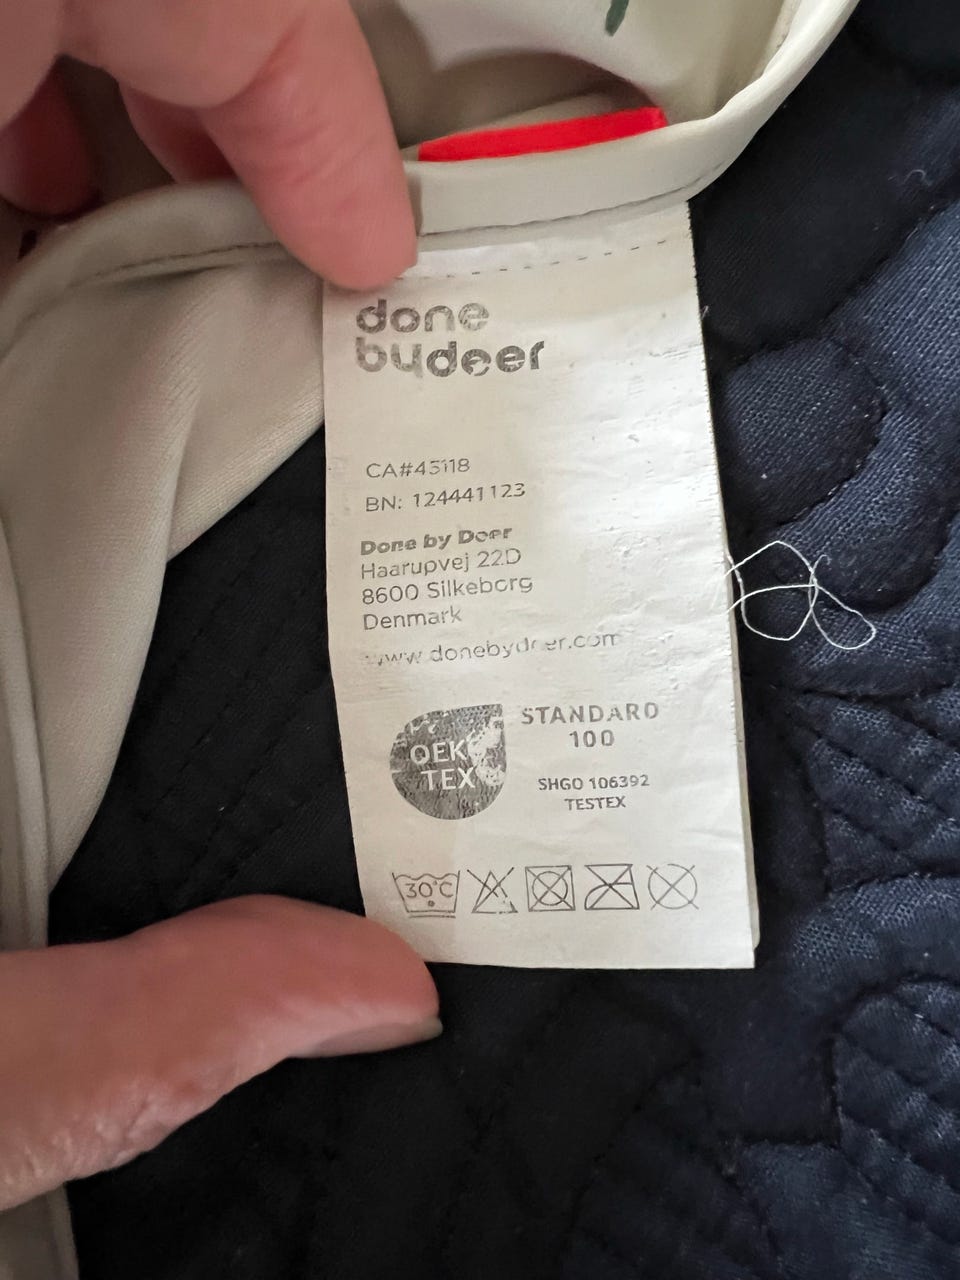 done
bydeer
CA#43118
BN: 124441123
Done by Deer
Haarupvej 22D
8600 Silkeborg
Denmark
www.donebydeer.com
OEKO
TEX
STANDARD
100
SHGO 106392
TESTEX
30°C